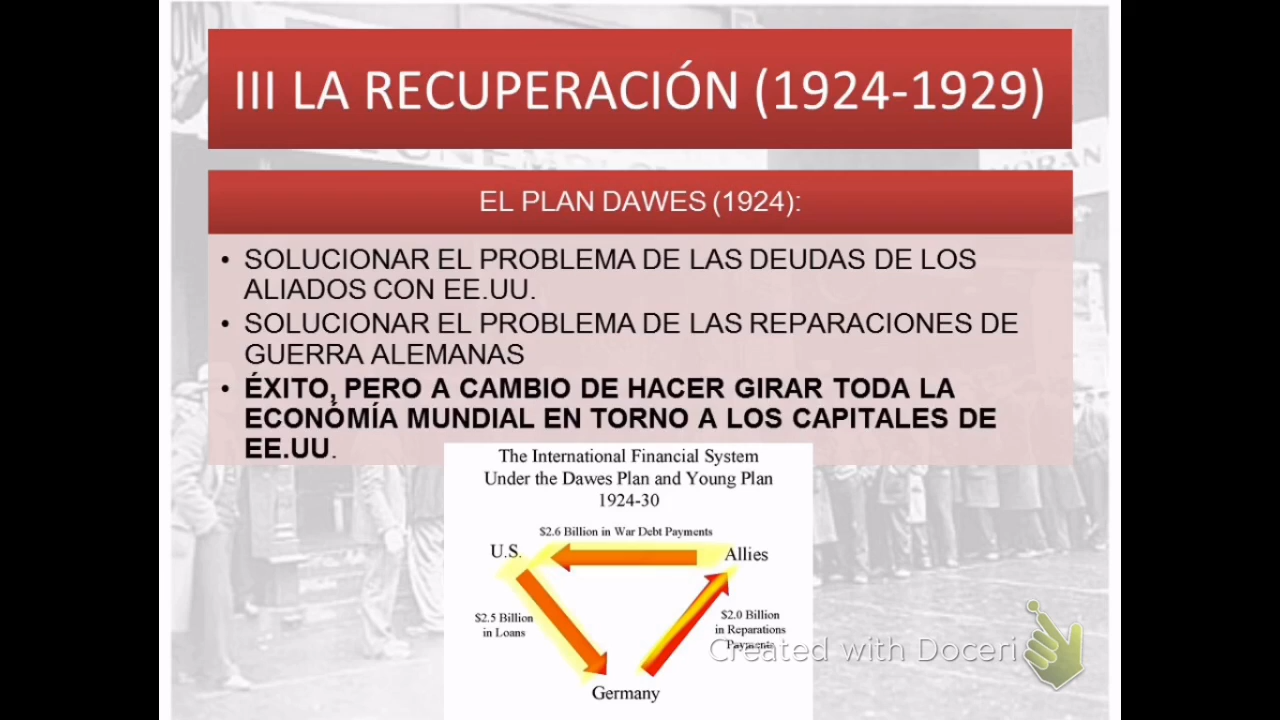 III LA RECUPERACIÓN (1924-1929)
EL PLAN DAWES (1924):
• SOLUCIONAR EL PROBLEMA DE LAS DEUDAS DE LOS
ALIADOS CON EE.UU.
• SOLUCIONAR EL PROBLEMA DE LAS REPARACIONES DE
GUERRA ALEMANAS
• ÉXITO, PERO A CAMBIO DE HACER GIRAR TODA LA
ECONÓMÍA MUNDIAL EN TORNO A LOS CAPITALES DE
EE.UU.
The International Financial System
Under the Dawes Plan and Young Plan
1924-30
$2.6 Billion in War Debt Payments
U.S.
Allies
$2.5 Billion
in Loans
$2.0 Billion
in Reparations
Payments
Germany
Created with Doceri